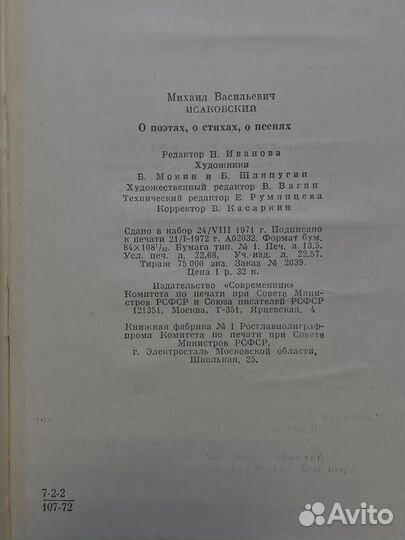 Михаил Васильевич
ИСАКОВСКИЙ
О поэтах, о стихах, о песнях
Редактор Н. Иванова
Художники
Б. Мокин и Б. Шляпугин
Художественный редактор В. Вагин
Технический редактор Е. Румянцева
Корректор В. Касаркин
Сдано в набор 24/VIII 1971 г. Подписано
к печати 21/I-1972 г. А02032. Формат бум.
84×108¹/₃₂. Бумага тип. № 1. Печ. л. 13,5.
Усл. печ. л. 22,68. Уч.-изд. л. 22,57.
Тираж 75 000 экз. Заказ № 2639.
Цена 1 р. 32 к.
Издательство «Современник»
Комитета по печати при Совете Мини-
стров РСФСР и Союза писателей РСФСР
121351, Москва, Г-351, Ярцевская, 4
Книжная фабрика № 1 Росглавполиграф-
прома Комитета по печати при Совете
Министров РСФСР,
г. Электросталь Московской области,
Школьная, 25.
7-2-2
107-72
Avito